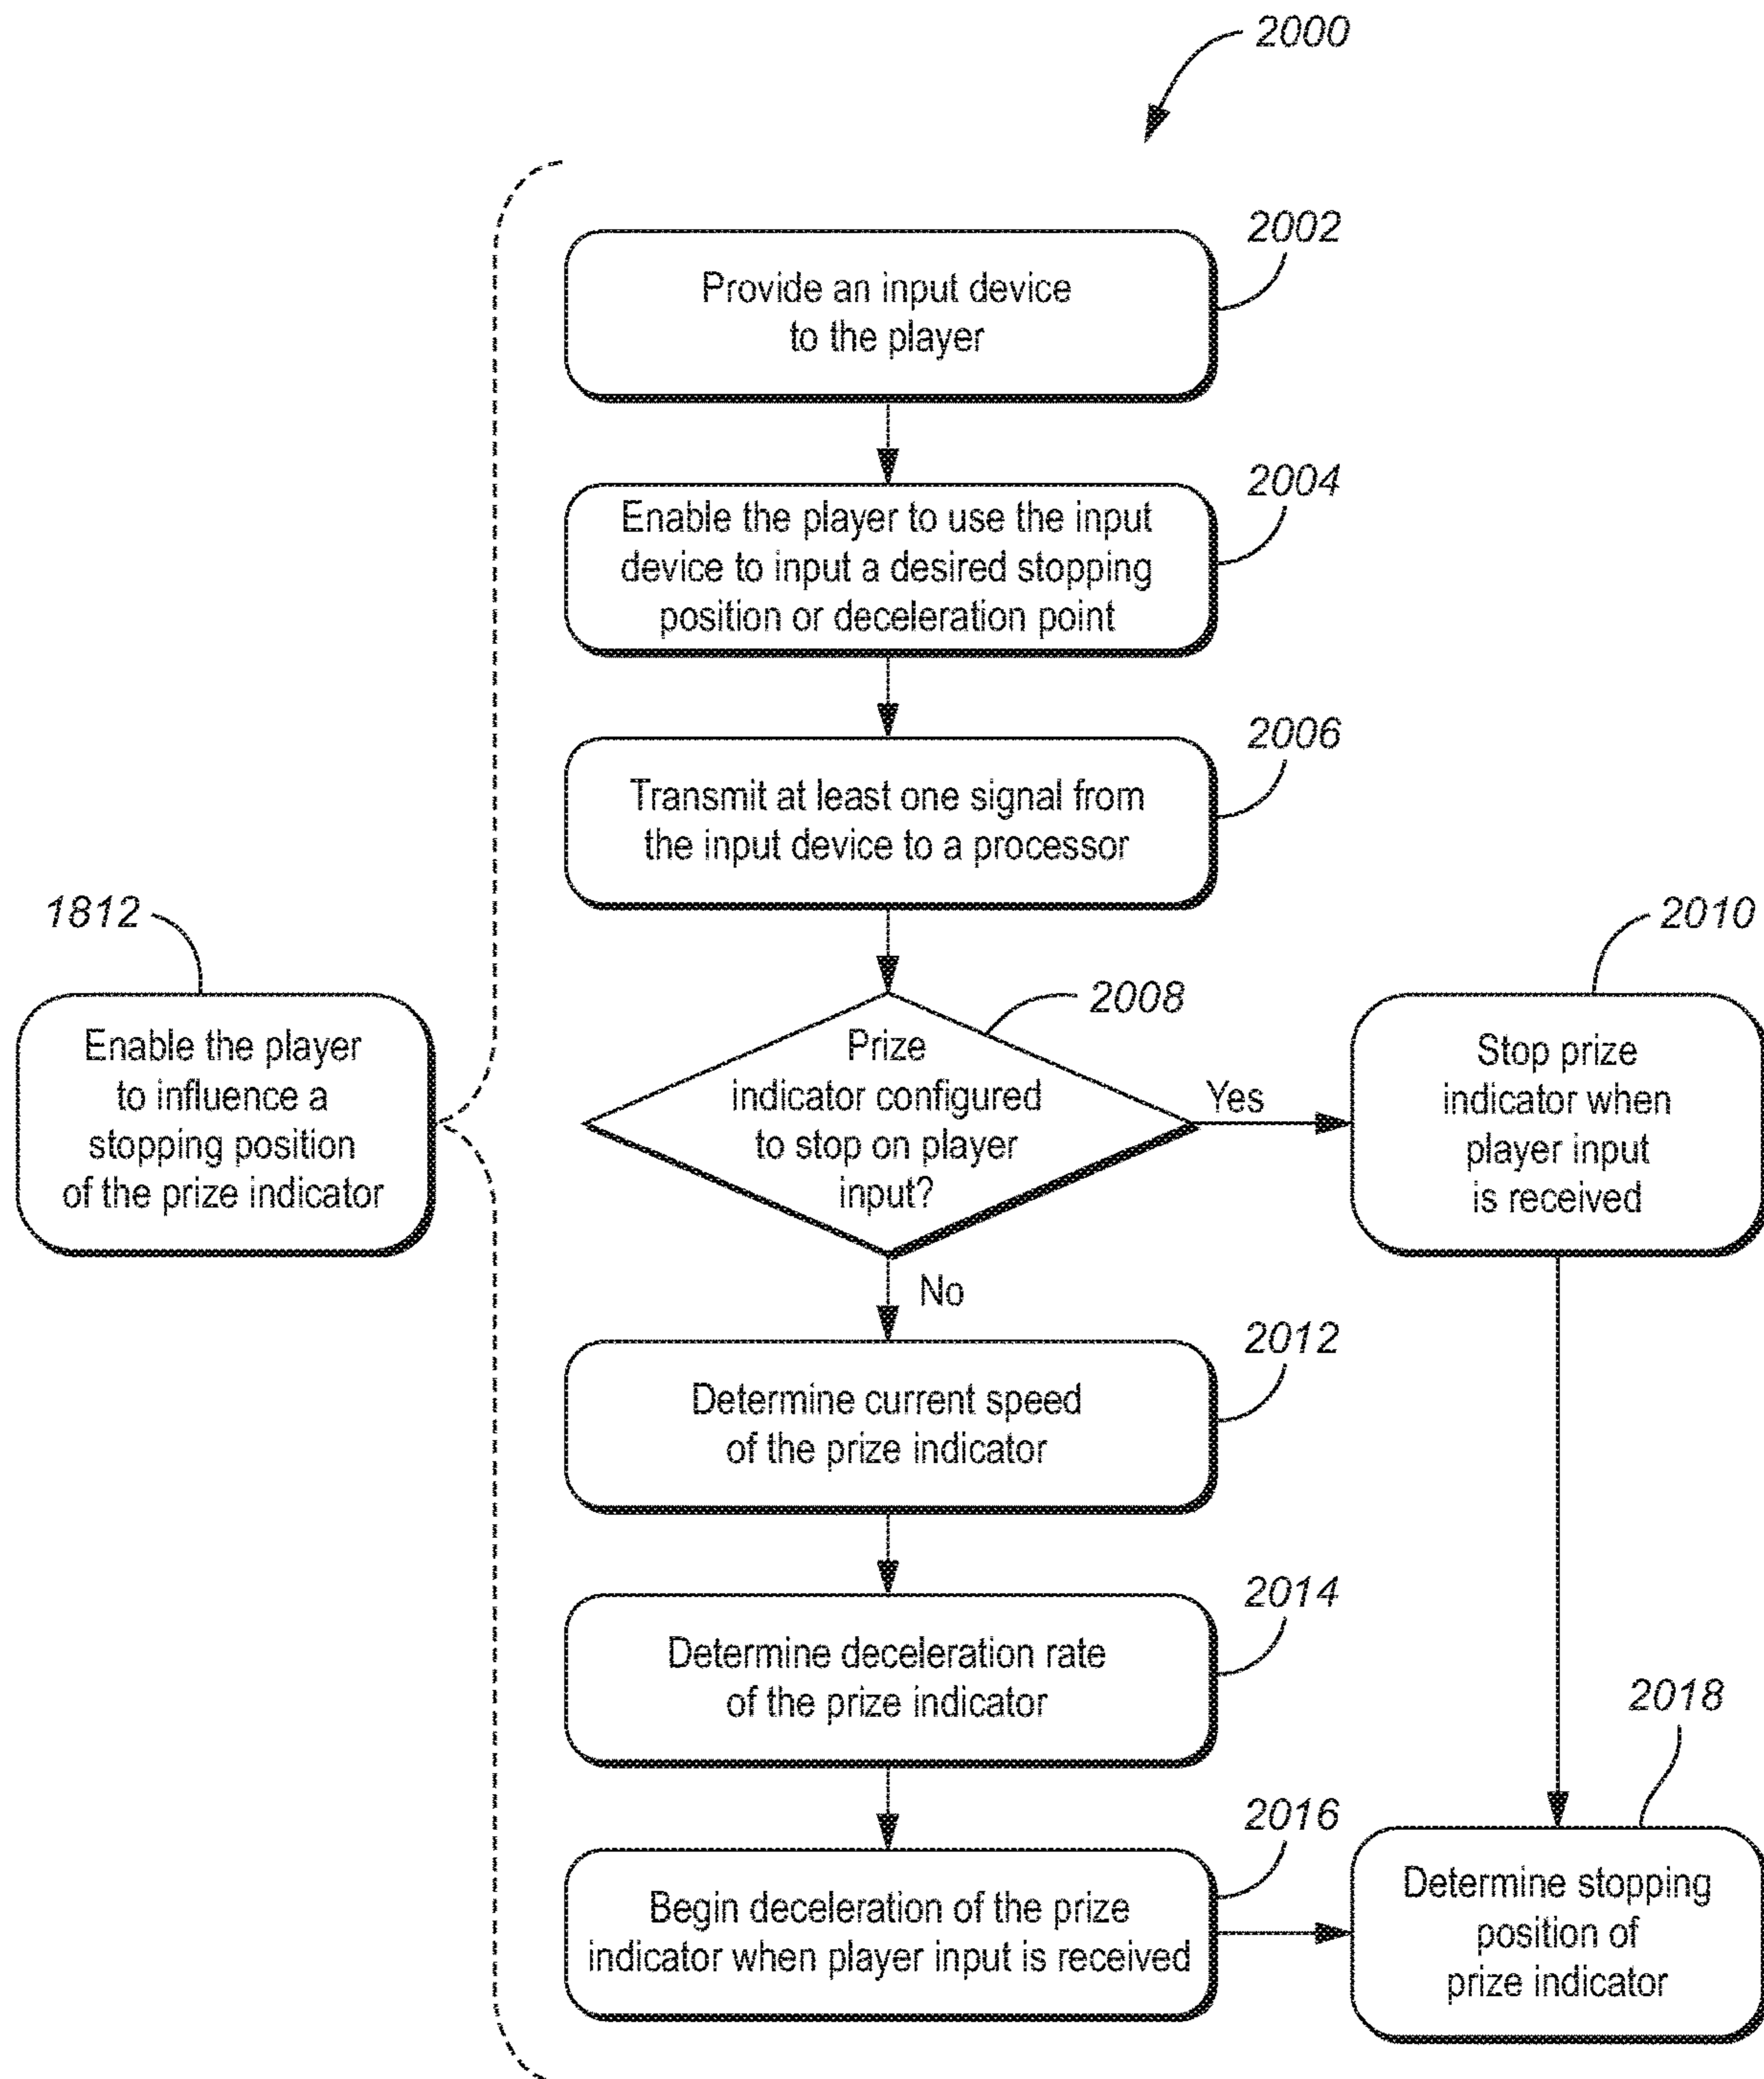 2000
2002
Provide an input device
to the player
2004
Enable the player to use the input
device to input a desired stopping
position or deceleration point
2006
Transmit at least one signal from
the input device to a processor
1812
Enable the player
to influence a
stopping position
of the prize indicator
2008
Prize
indicator configured
to stop on player
input?
Yes
2010
Stop prize
indicator when
player input
is received
No
2012
Determine current speed
of the prize indicator
2014
Determine deceleration rate
of the prize indicator
2016
Begin deceleration of the prize
indicator when player input is received
2018
Determine stopping
position of
prize indicator